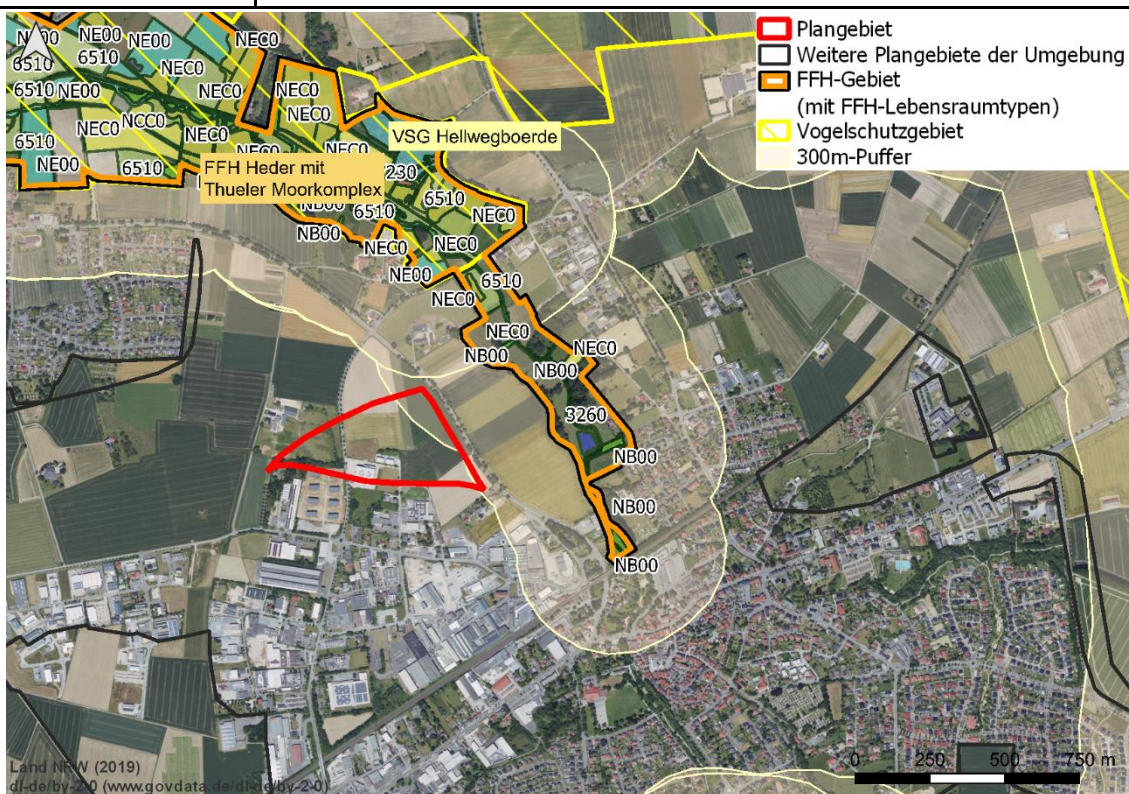 Plangebiet
Weitere Plangebiete der Umgebung
FFH-Gebiet
(mit FFH-Lebensraumtypen)
Vogelschutzgebiet
300m-Puffer
NE00
NE00
NEC0
6510
6510
NE00
NEC0
NEC0
NEC0
NEC0
NCC0
NEC0
6510
NE00
6510
VSG Hellwegboerde
FFH Heder mit
Thueler Moorkomplex
6510
6510
NEC0
NB00
NEC0
NEC0
NE00
6510
NEC0
NEC0
NB00
NEC0
NB00
3260
NB00
NB00
NB00
0 250 500 750 m
Land NRW (2019)
dl-de/by-2-0 (www.govdata.de/dl-de/by-2-0)